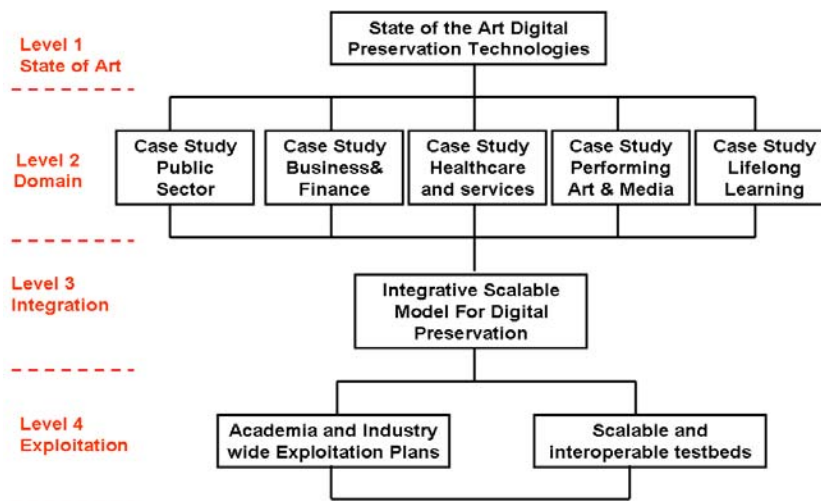 Level 1
State of Art
State of the Art Digital
Preservation Technologies
Level 2
Domain
Case Study
Public
Sector
Case Study
Business&
Finance
Case Study
Healthcare
and services
Case Study
Performing
Art & Media
Case Study
Lifelong
Learning
Level 3
Integration
Integrative Scalable
Model For Digital
Preservation
Level 4
Exploitation
Academia and Industry
wide Exploitation Plans
Scalable and
interoperable testbeds